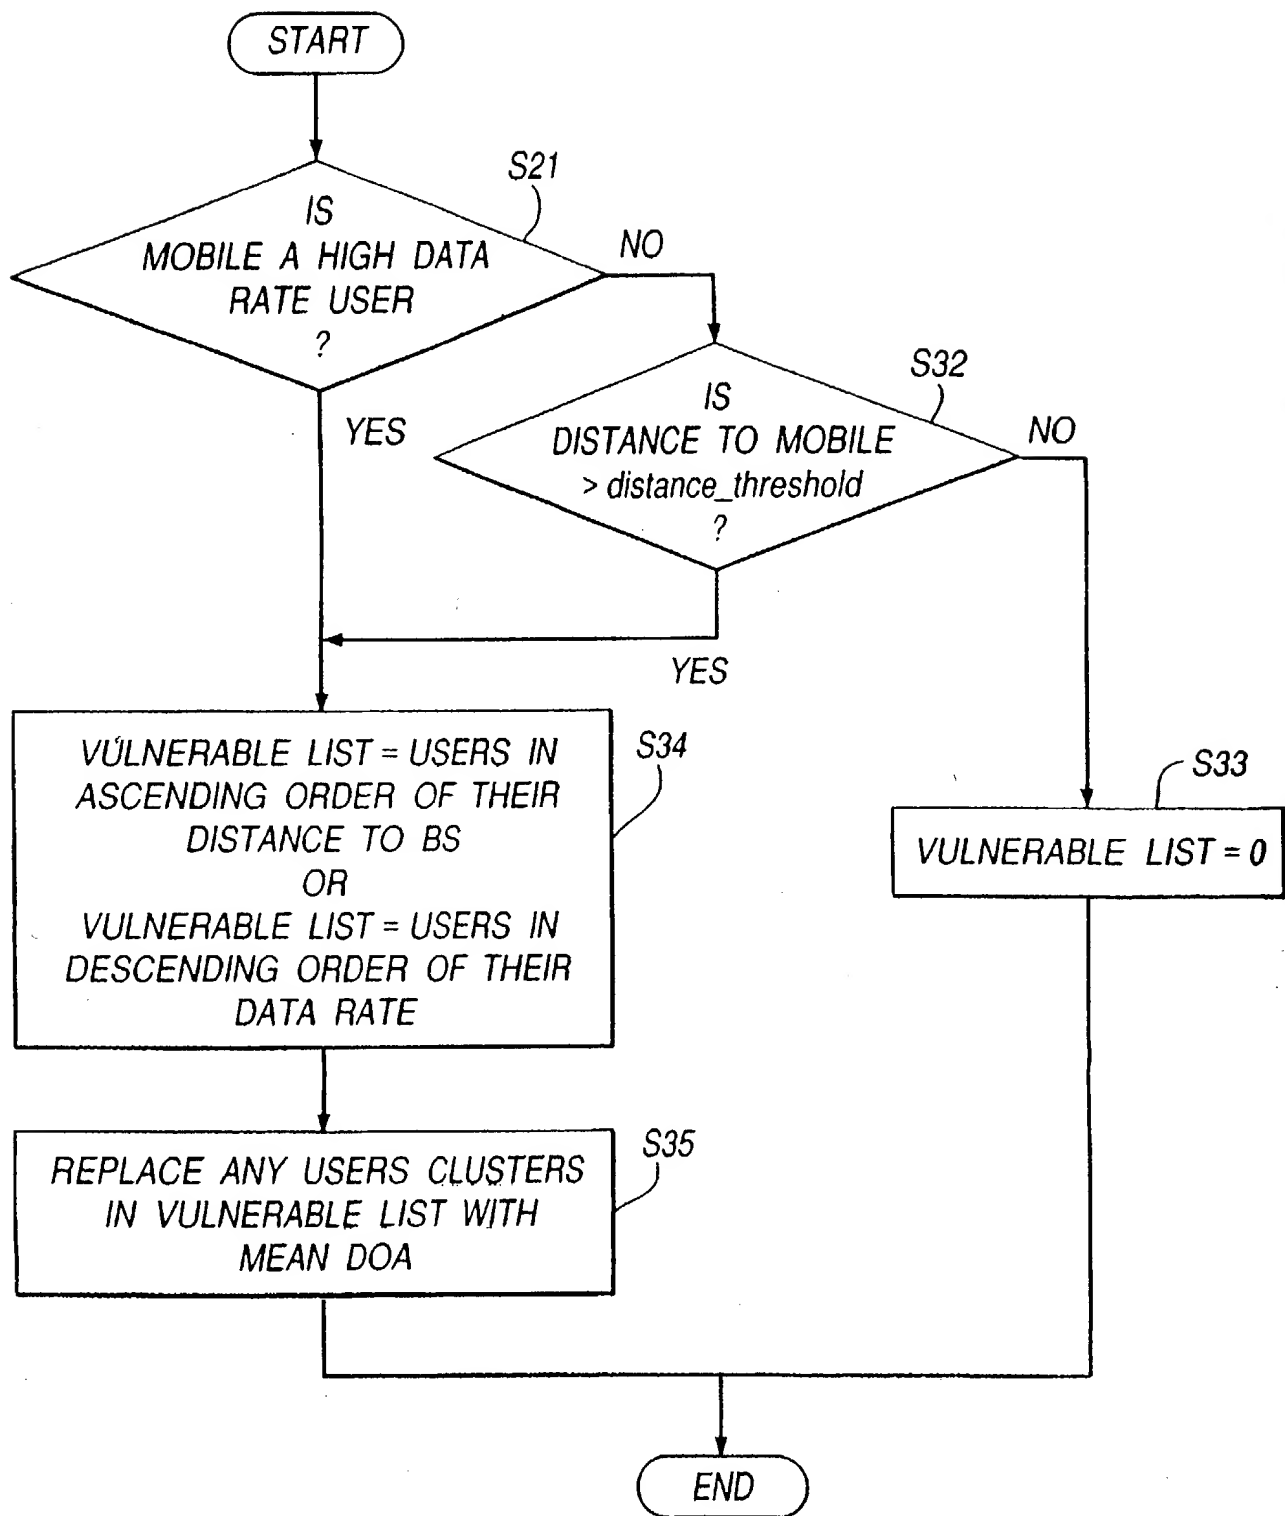 START
S21
IS
MOBILE A HIGH DATA
RATE USER
?
NO
YES
S32
IS
DISTANCE TO MOBILE
> distance_threshold
?
NO
YES
S34
VULNERABLE LIST = USERS IN
ASCENDING ORDER OF THEIR
DISTANCE TO BS
OR
VULNERABLE LIST = USERS IN
DESCENDING ORDER OF THEIR
DATA RATE
S33
VULNERABLE LIST = 0
S35
REPLACE ANY USERS CLUSTERS
IN VULNERABLE LIST WITH
MEAN DOA
END